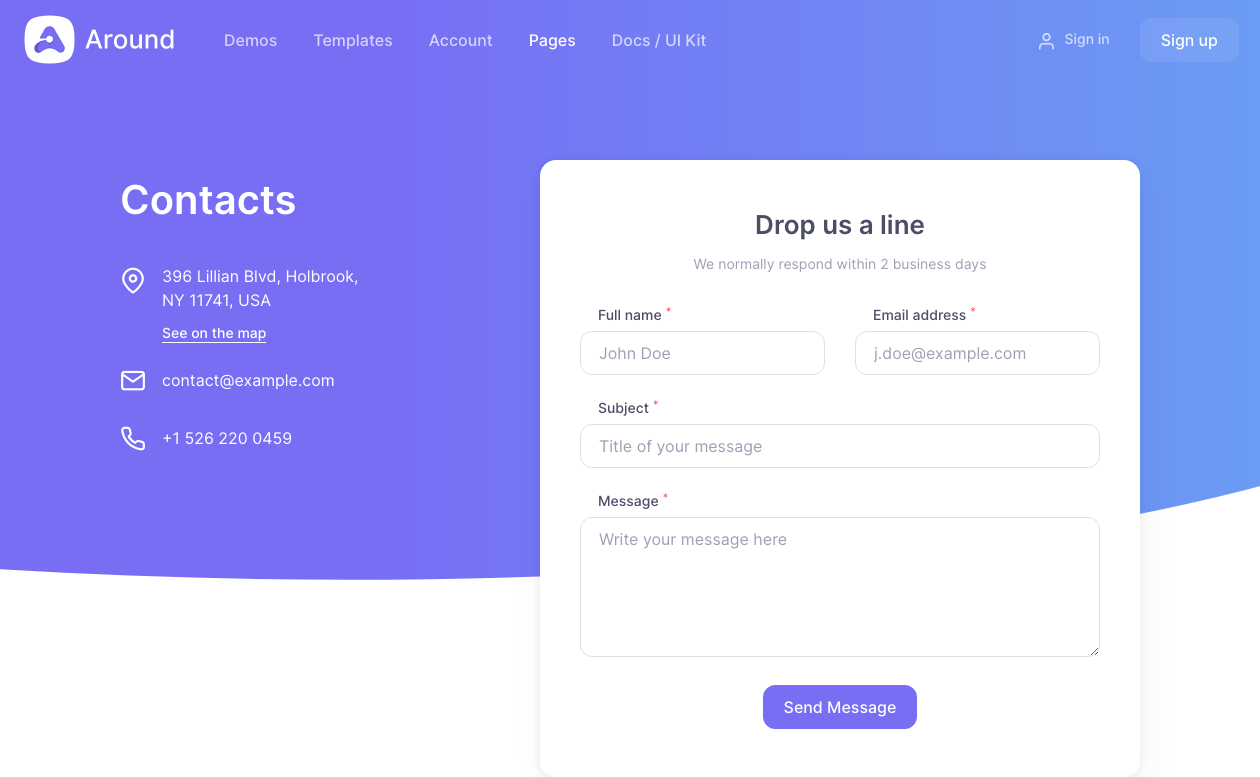 Around
Demos
Templates
Account
Pages
Docs / UI Kit
Sign in
Sign up
Contacts
396 Lillian Blvd, Holbrook,
NY 11741, USA
See on the map
contact@example.com
+1 526 220 0459
Drop us a line
We normally respond within 2 business days
Full name *
John Doe
Email address *
j.doe@example.com
Subject *
Title of your message
Message *
Write your message here
Send Message